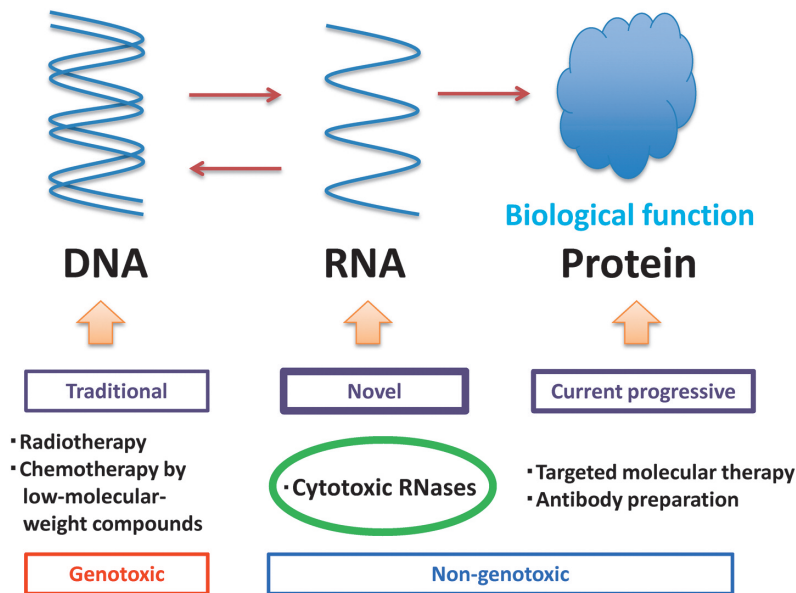 Biological function
DNA
RNA
Protein
Traditional
Novel
Current progressive
・Radiotherapy
・Chemotherapy by
low-molecular-
weight compounds
・Cytotoxic RNases
・Targeted molecular therapy
・Antibody preparation
Genotoxic
Non-genotoxic